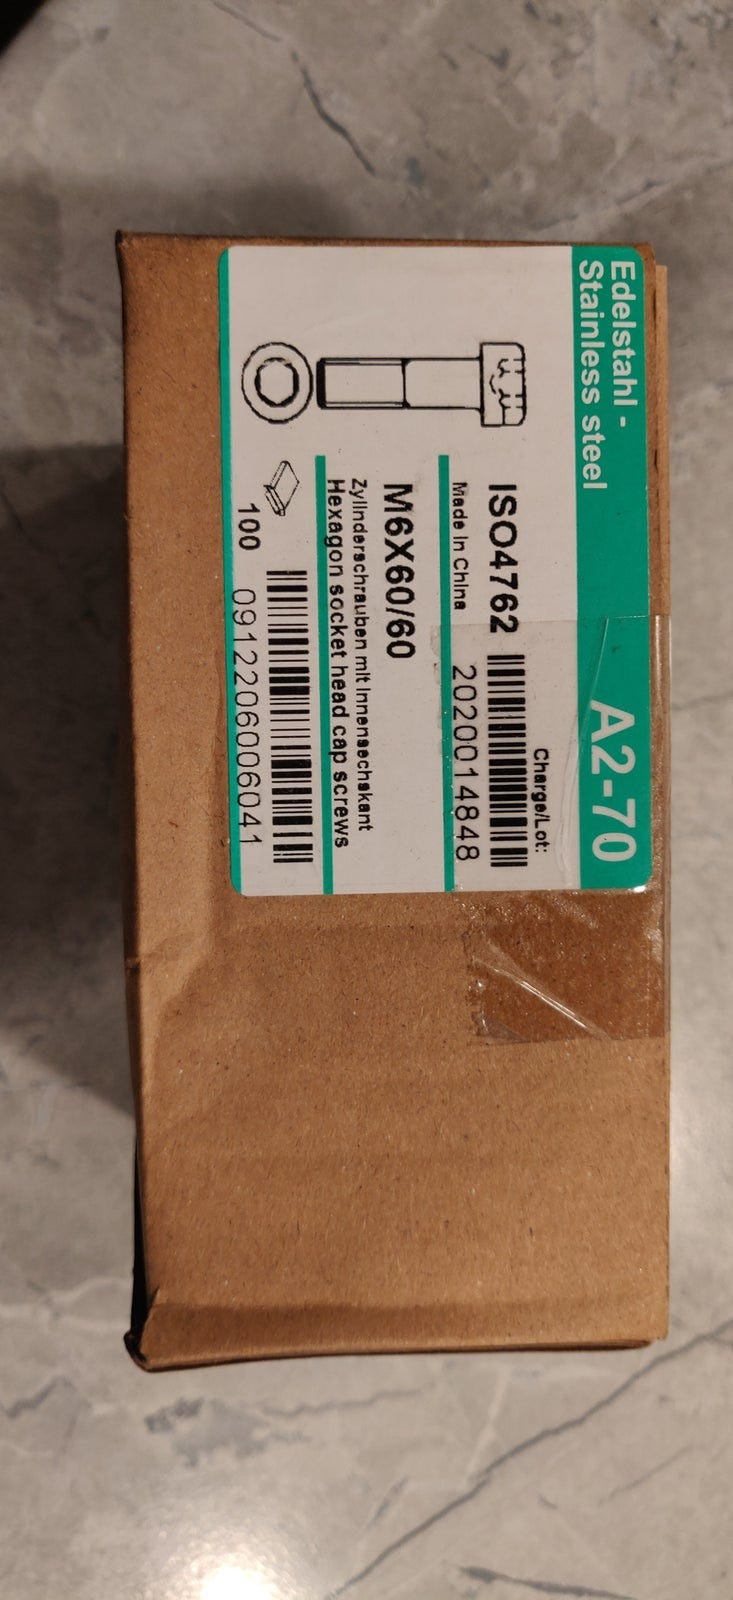 Edelstahl -
Stainless steel
A2-70
Charge/Lot:
ISO4762
2020014848
Made in China
M6X60/60
Zylinderschrauben mit Innensechskant
Hexagon socket head cap screws
100
0912206006041